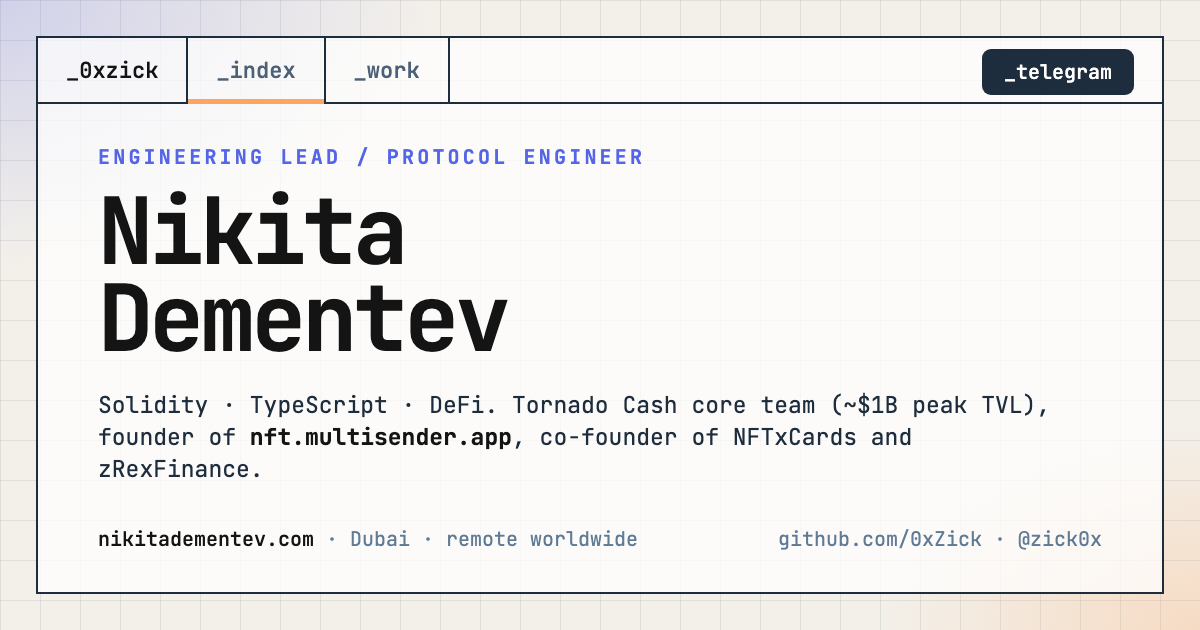 _0xzick _index _work _telegram
ENGINEERING LEAD / PROTOCOL ENGINEER
Nikita
Dementev
Solidity · TypeScript · DeFi. Tornado Cash core team (~$1B peak TVL),
founder of nft.multisender.app, co-founder of NFTxCards and
zRexFinance.
nikitadementev.com · Dubai · remote worldwide github.com/0xZick · @zick0x